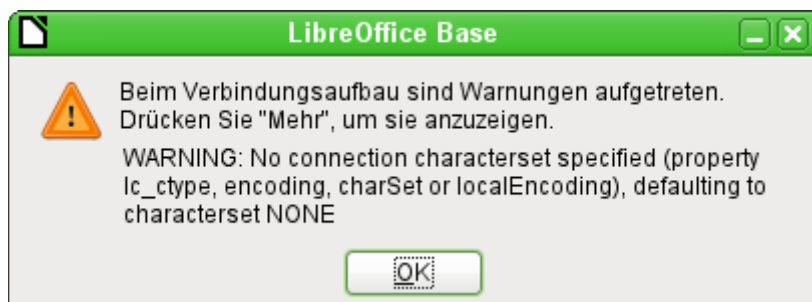 LibreOffice Base
Beim Verbindungsaufbau sind Warnungen aufgetreten.
Drücken Sie "Mehr", um sie anzuzeigen.
WARNING: No connection characterset specified (property
lc_ctype, encoding, charSet or localEncoding), defaulting to
characterset NONE
OK